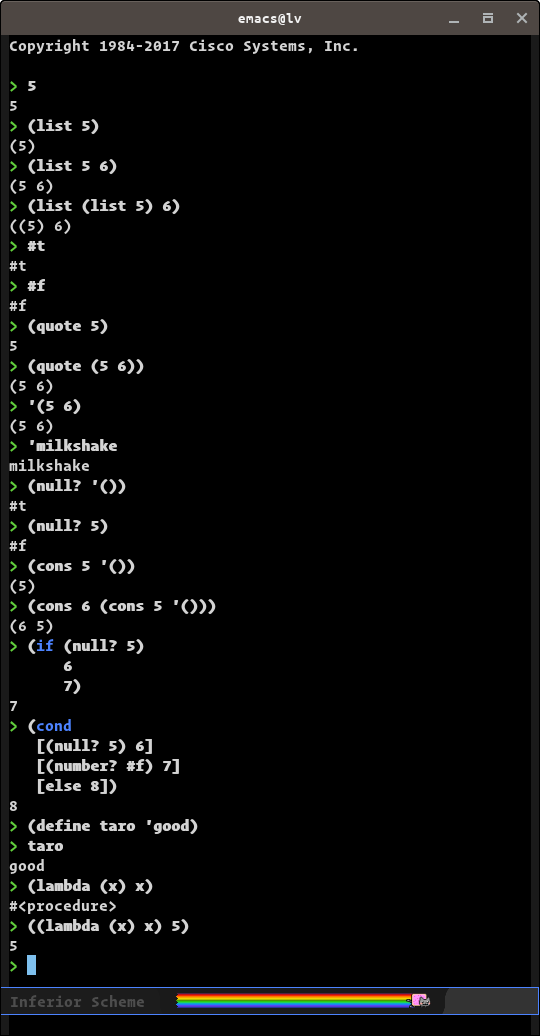 emacs@lv
Copyright 1984-2017 Cisco Systems, Inc.
> 5
5
> (list 5)
(5)
> (list 5 6)
(5 6)
> (list (list 5) 6)
((5) 6)
> #t
#t
> #f
#f
> (quote 5)
5
> (quote (5 6))
(5 6)
> '(5 6)
(5 6)
> 'milkshake
milkshake
> (null? '())
#t
> (null? 5)
#f
> (cons 5 '())
(5)
> (cons 6 (cons 5 '()))
(6 5)
> (if (null? 5)
      6
      7)
7
> (cond
   [(null? 5) 6]
   [(number? #f) 7]
   [else 8])
8
> (define taro 'good)
> taro
good
> (lambda (x) x)
#<procedure>
> ((lambda (x) x) 5)
5
>
Inferior Scheme